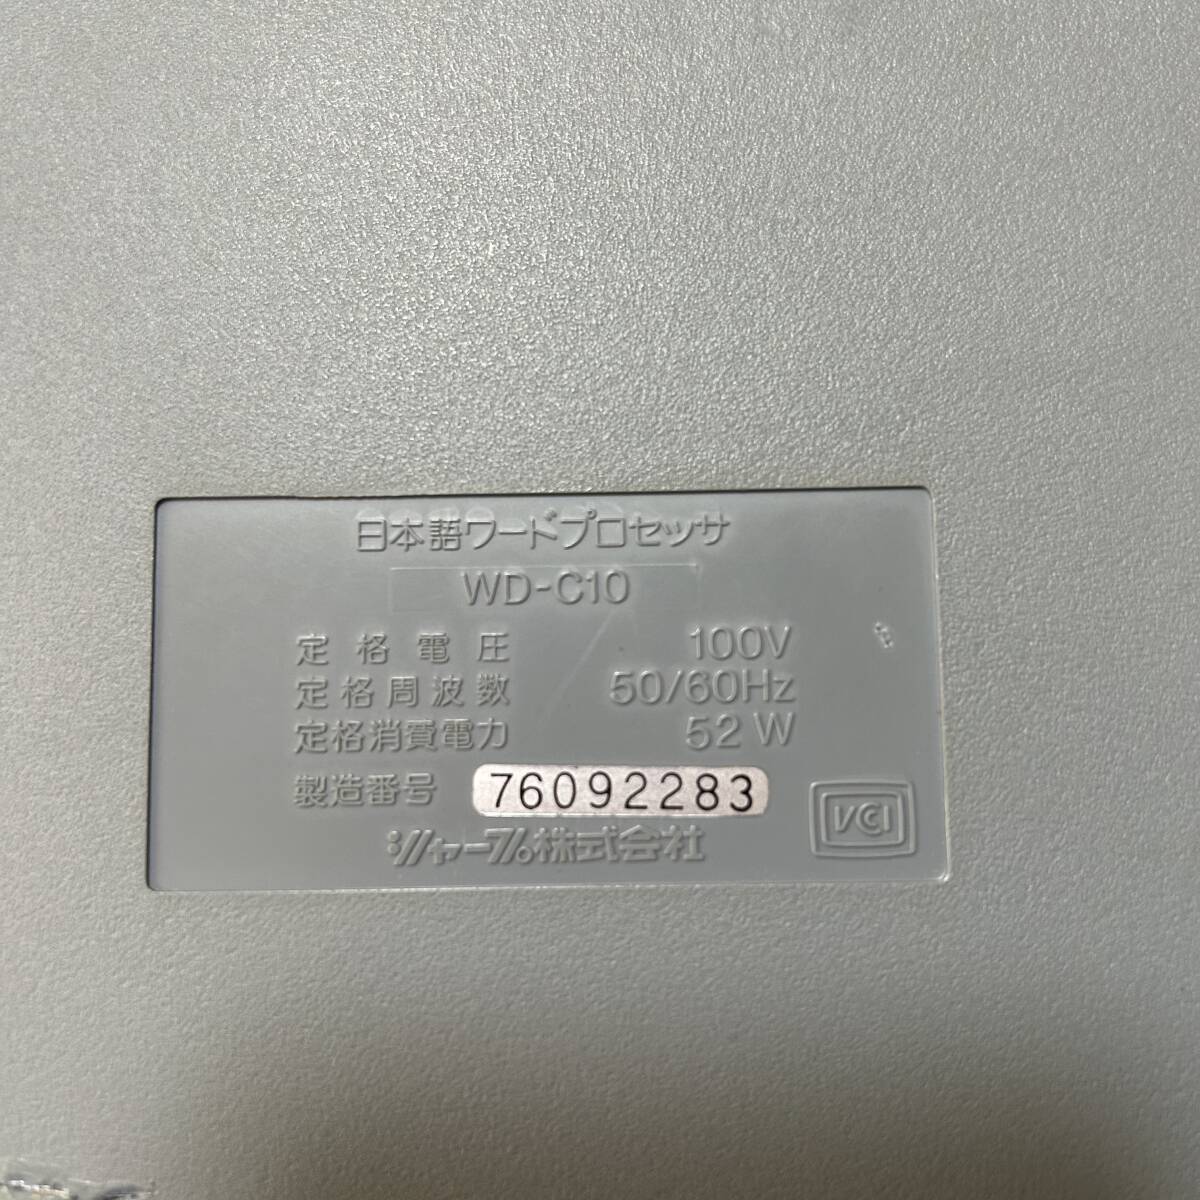 日本語ワードプロセッサ
WD-C10
定格電圧 100V
定格周波数 50/60Hz
定格消費電力 52W
製造番号 76092283
シャープ株式会社
VCI